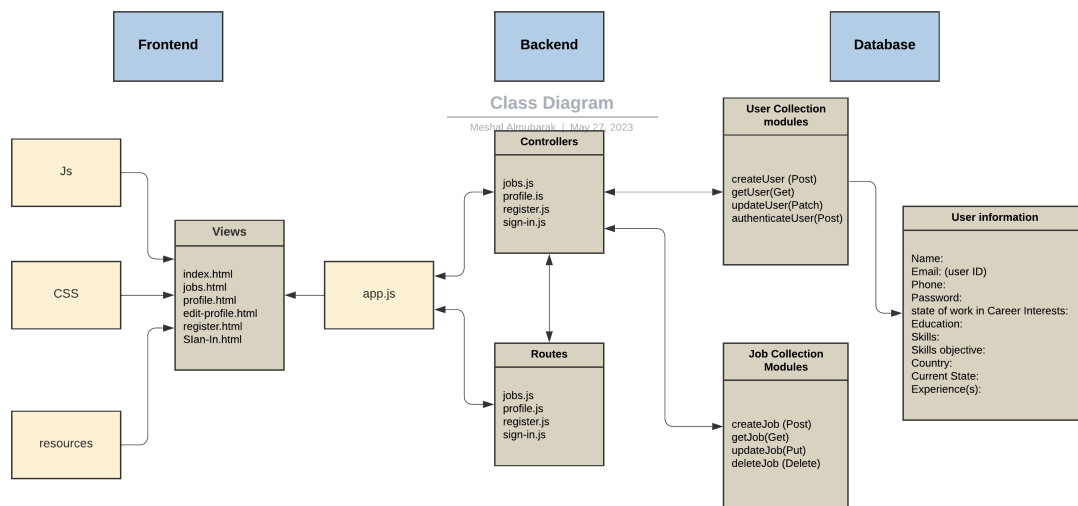 Frontend
Backend
Database
Class Diagram
Meshal Almubarak | May 27, 2023
Js
CSS
resources
Views
index.html
jobs.html
profile.html
edit-profile.html
register.html
SIan-In.html
app.js
Controllers
jobs.js
profile.is
register.js
sign-in.js
Routes
jobs.js
profile.js
register.js
sign-in.js
User Collection
modules
createUser (Post)
getUser(Get)
updateUser(Patch)
authenticateUser(Post)
Job Collection
Modules
createJob (Post)
getJob(Get)
updateJob(Put)
deleteJob (Delete)
User information
Name:
Email: (user ID)
Phone:
Password:
state of work in Career Interests:
Education:
Skills:
Skills objective:
Country:
Current State:
Experience(s):